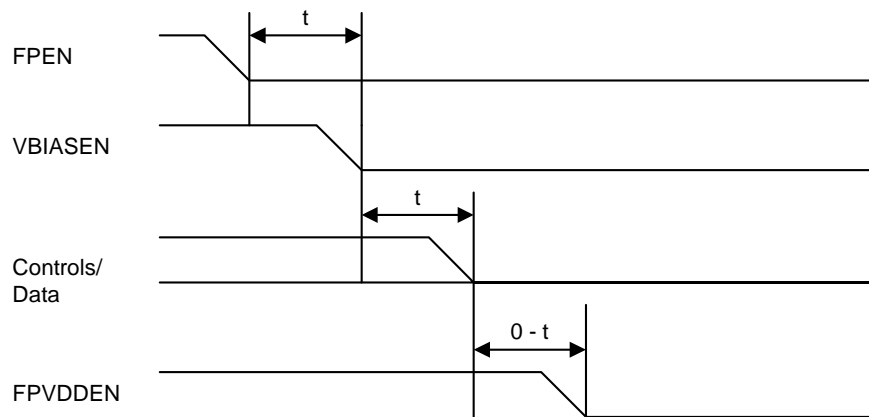 t
FPEN
VBIASEN
t
Controls/
Data
0 - t
FPVDDEN